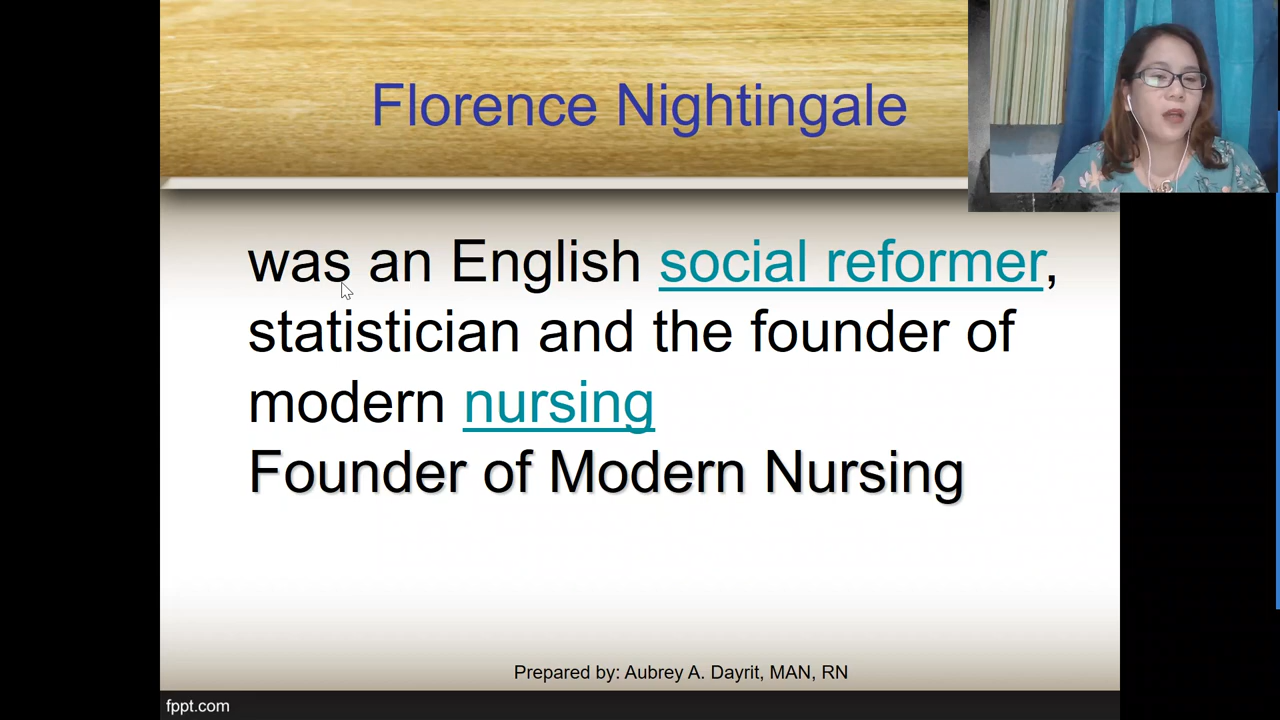 Florence Nightingale
was an English social reformer,
statistician and the founder of
modern nursing
Founder of Modern Nursing
Prepared by: Aubrey A. Dayrit, MAN, RN
fppt.com